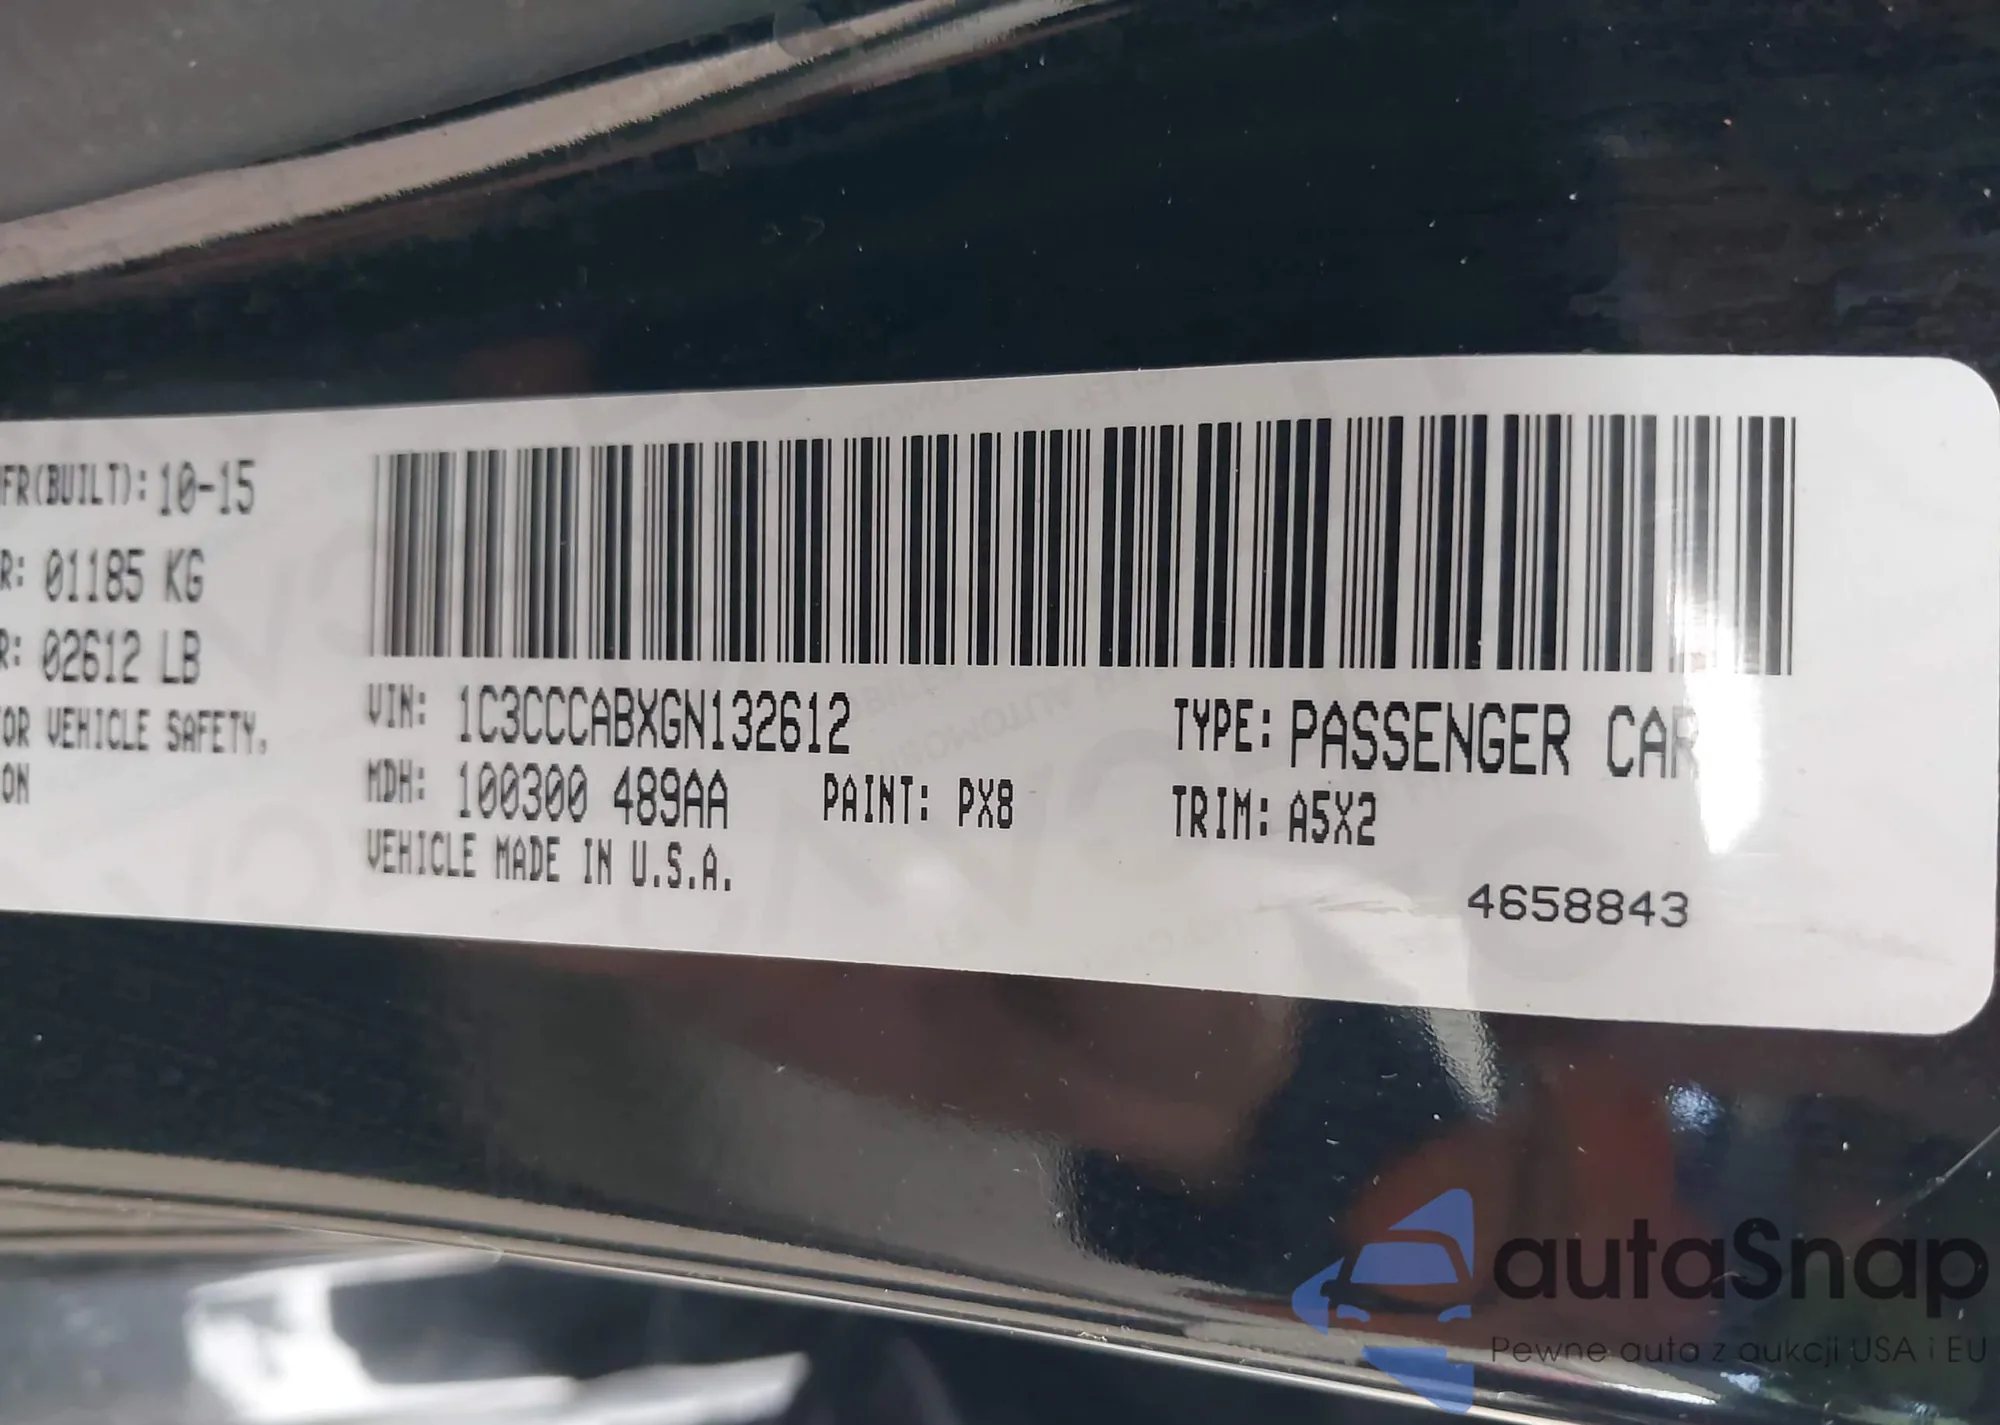 FR(BUILT): 10-15
R: 01185 KG
R: 02612 LB
OR VEHICLE SAFETY,
ON
VIN: 1C3CCCABXGN132612
TYPE: PASSENGER CAR
MDH: 100300 489AA
PAINT: PX8
TRIM: A5X2
VEHICLE MADE IN U.S.A.
4658843
autaSnap
Pewne auta z aukcji USA i EU